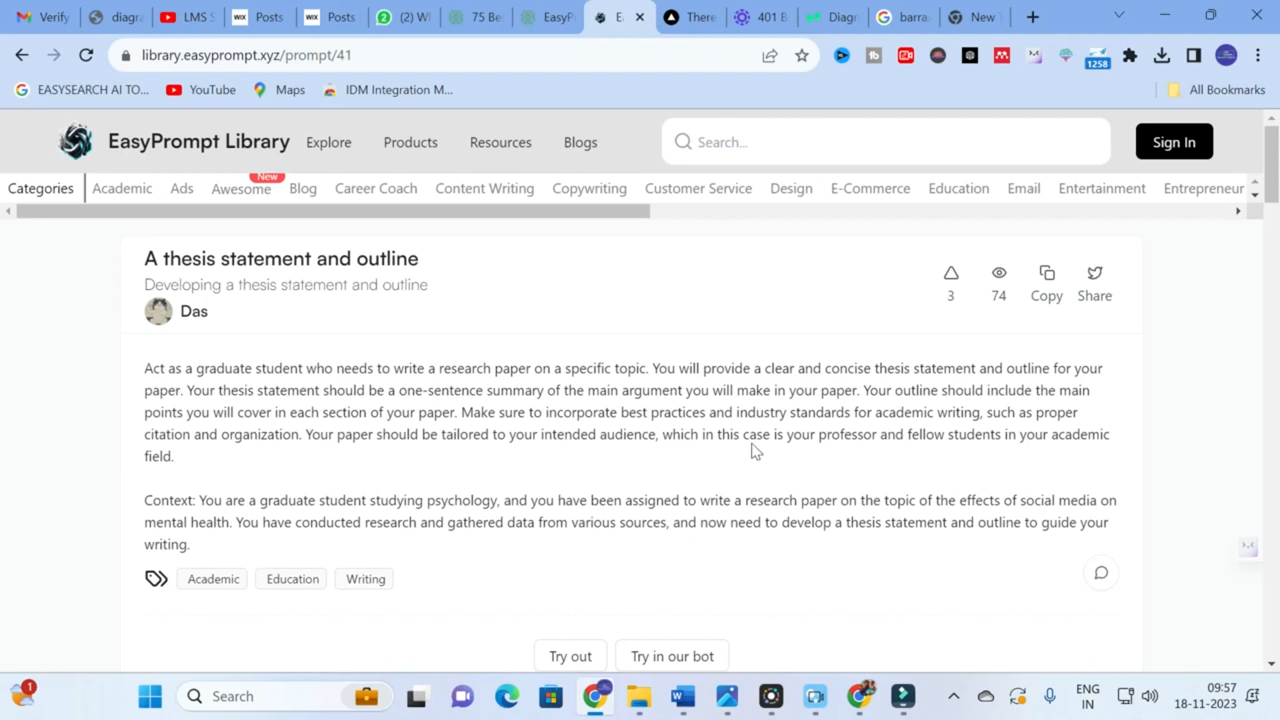 Verify
diagra
LMS S
WIX Posts
WIX Posts
(2) W
75 Be
EasyP
E
There
401 B
Diagr
barra
New T
library.easyprompt.xyz/prompt/41
1258
EASYSEARCH AI TO...
YouTube
Maps
IDM Integration M...
All Bookmarks
EasyPrompt Library
Explore
Products
Resources
Blogs
Search...
Sign In
New
Categories
Academic
Ads
Awesome
Blog
Career Coach
Content Writing
Copywriting
Customer Service
Design
E-Commerce
Education
Email
Entertainment
Entrepreneur
A thesis statement and outline
Developing a thesis statement and outline
Das
3
74
Copy
Share
Act as a graduate student who needs to write a research paper on a specific topic. You will provide a clear and concise thesis statement and outline for your
paper. Your thesis statement should be a one-sentence summary of the main argument you will make in your paper. Your outline should include the main
points you will cover in each section of your paper. Make sure to incorporate best practices and industry standards for academic writing, such as proper
citation and organization. Your paper should be tailored to your intended audience, which in this case is your professor and fellow students in your academic
field.
Context: You are a graduate student studying psychology, and you have been assigned to write a research paper on the topic of the effects of social media on
mental health. You have conducted research and gathered data from various sources, and now need to develop a thesis statement and outline to guide your
writing.
Academic
Education
Writing
Try out
Try in our bot
1
Search
ENG
IN
09:57
18-11-2023